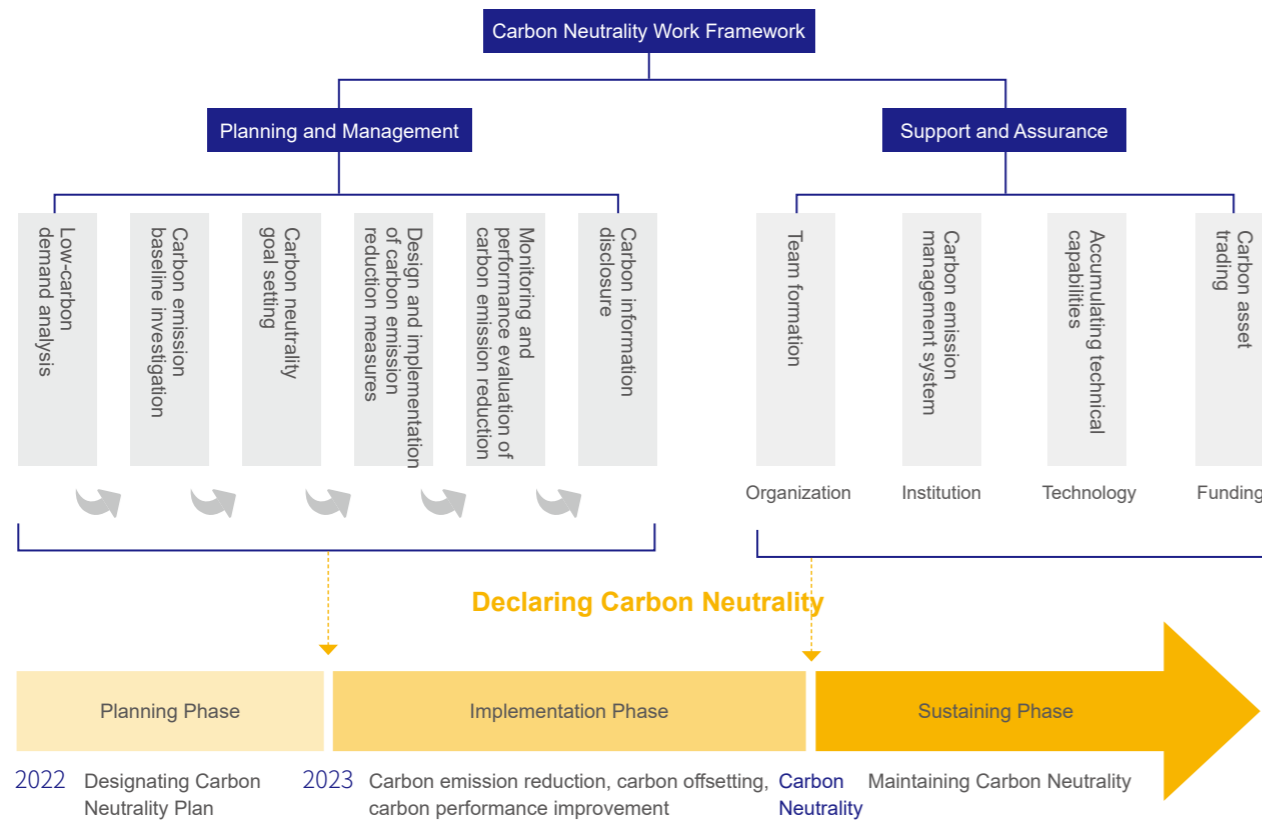 Carbon Neutrality Work Framework
Planning and Management
Support and Assurance
Low-carbon
demand analysis
Carbon emission
baseline investigation
Carbon neutrality
goal setting
Design and implementation
of carbon emission
reduction measures
Monitoring and
performance evaluation of
carbon emission reduction
Carbon information
disclosure
Team formation
Carbon emission
management system
Accumulating technical
capabilities
Carbon asset
trading
Organization
Institution
Technology
Funding
Declaring Carbon Neutrality
Planning Phase
Implementation Phase
Sustaining Phase
2022
Designating Carbon
Neutrality Plan
2023
Carbon emission reduction, carbon offsetting,
carbon performance improvement
Carbon
Neutrality
Maintaining Carbon Neutrality